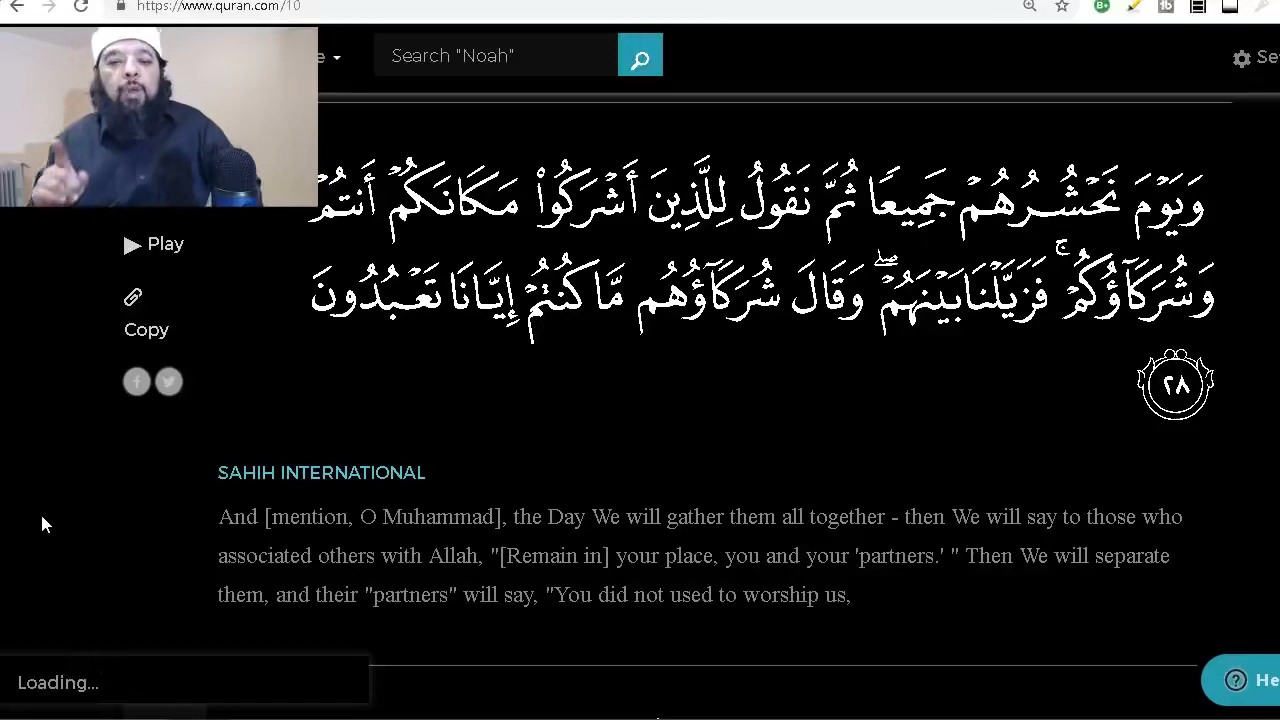 https://www.quran.com/10
e
Search "Noah"
Se
وَيَوْمَ نَحْشُرُهُمْ جَمِيعًا ثُمَّ نَقُولُ لِلَّذِينَ أَشْرَكُوا۟ مَكَانَكُمْ أَنتُمْ
وَشُرَكَآؤُكُمْ ۚ فَزَيَّلْنَا بَيْنَهُمْ ۖ وَقَالَ شُرَكَآؤُهُم مَّا كُنتُمْ إِيَّانَا تَعْبُدُونَ
٢٨
Play
Copy
SAHIH INTERNATIONAL
And [mention, O Muhammad], the Day We will gather them all together - then We will say to those who
associated others with Allah, "[Remain in] your place, you and your 'partners.' " Then We will separate
them, and their "partners" will say, "You did not used to worship us,
Loading...
He